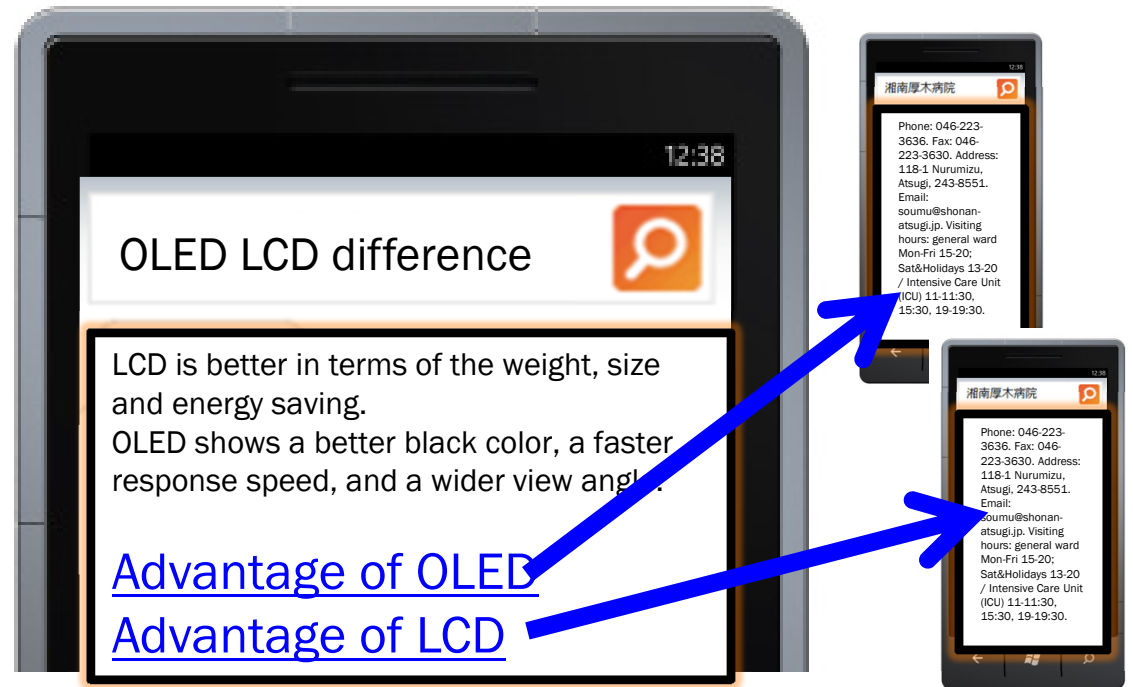 12:38
OLED LCD difference
LCD is better in terms of the weight, size
and energy saving.
OLED shows a better black color, a faster
response speed, and a wider view angle.
Advantage of OLED
Advantage of LCD
12:38
湘南厚木病院
Phone: 046-223-
3636. Fax: 046-
223-3630. Address:
118-1 Nurumizu,
Atsugi, 243-8551.
Email:
soumu@shonan-
atsugi.jp. Visiting
hours: general ward
Mon-Fri 15-20;
Sat&Holidays 13-20
/ Intensive Care Unit
(ICU) 11-11:30,
15:30, 19-19:30.
12:38
湘南厚木病院
Phone: 046-223-
3636. Fax: 046-
223-3630. Address:
118-1 Nurumizu,
Atsugi, 243-8551.
Email:
soumu@shonan-
atsugi.jp. Visiting
hours: general ward
Mon-Fri 15-20;
Sat&Holidays 13-20
/ Intensive Care Unit
(ICU) 11-11:30,
15:30, 19-19:30.